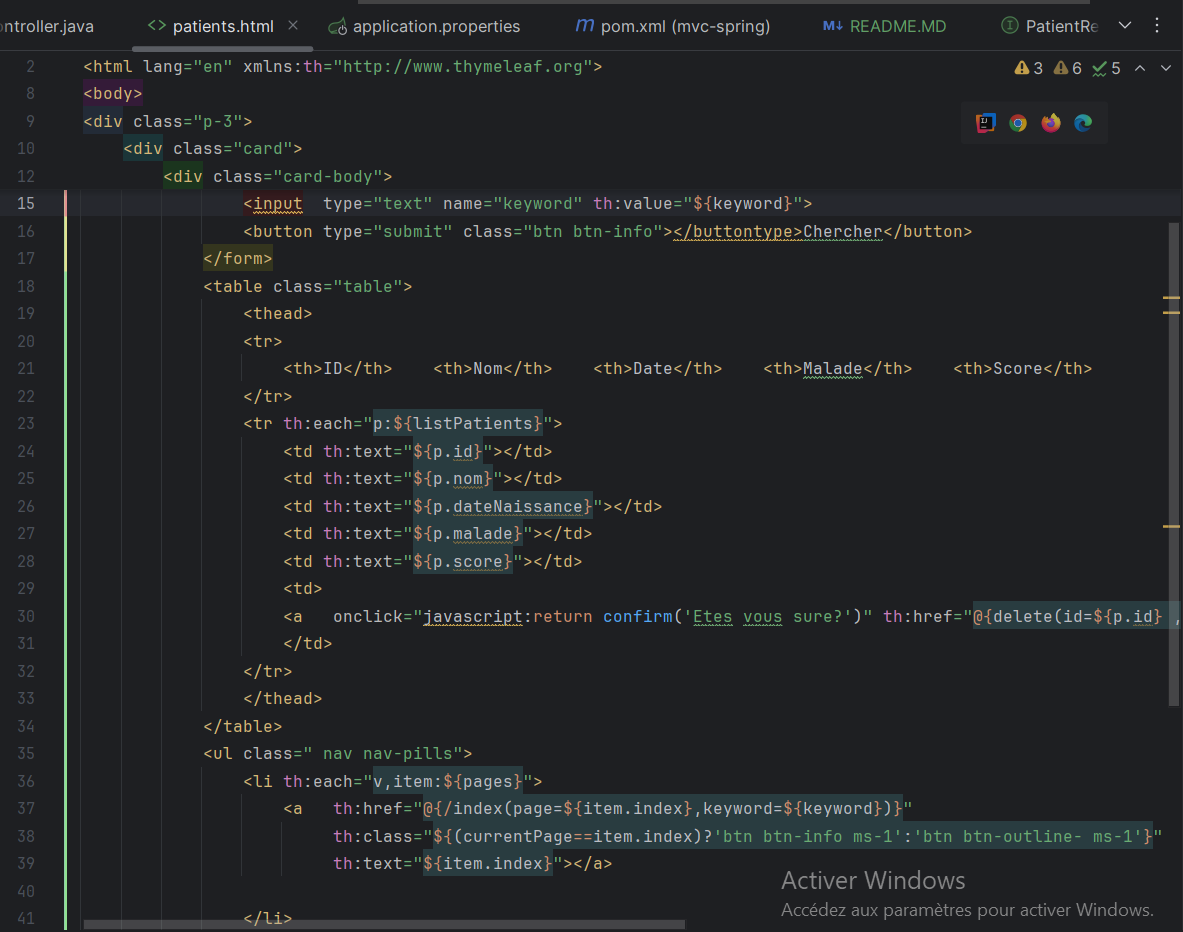 ntroller.java <> patients.html × application.properties m pom.xml (mvc-spring) M↓ README.MD I PatientRe
2 <html lang="en" xmlns:th="http://www.thymeleaf.org"> 3 6 5
8 <body>
9 <div class="p-3">
10 <div class="card">
12 <div class="card-body">
15 <input  type="text" name="keyword" th:value="${keyword}">
16 <button type="submit" class="btn btn-info"></buttontype>Chercher</button>
17 </form>
18 <table class="table">
19 <thead>
20 <tr>
21 <th>ID</th>    <th>Nom</th>    <th>Date</th>    <th>Malade</th>    <th>Score</th>
22 </tr>
23 <tr th:each="p:${listPatients}">
24 <td th:text="${p.id}"></td>
25 <td th:text="${p.nom}"></td>
26 <td th:text="${p.dateNaissance}"></td>
27 <td th:text="${p.malade}"></td>
28 <td th:text="${p.score}"></td>
29 <td>
30 <a   onclick="javascript:return confirm('Etes vous sure?')" th:href="@{delete(id=${p.id} ,
31 </td>
32 </tr>
33 </thead>
34 </table>
35 <ul class=" nav nav-pills">
36 <li th:each="v,item:${pages}">
37 <a   th:href="@{/index(page=${item.index},keyword=${keyword})}"
38 th:class="${(currentPage==item.index)?'btn btn-info ms-1':'btn btn-outline- ms-1'}"
39 th:text="${item.index}"></a>
40
41 </li>
Activer Windows
Accédez aux paramètres pour activer Windows.